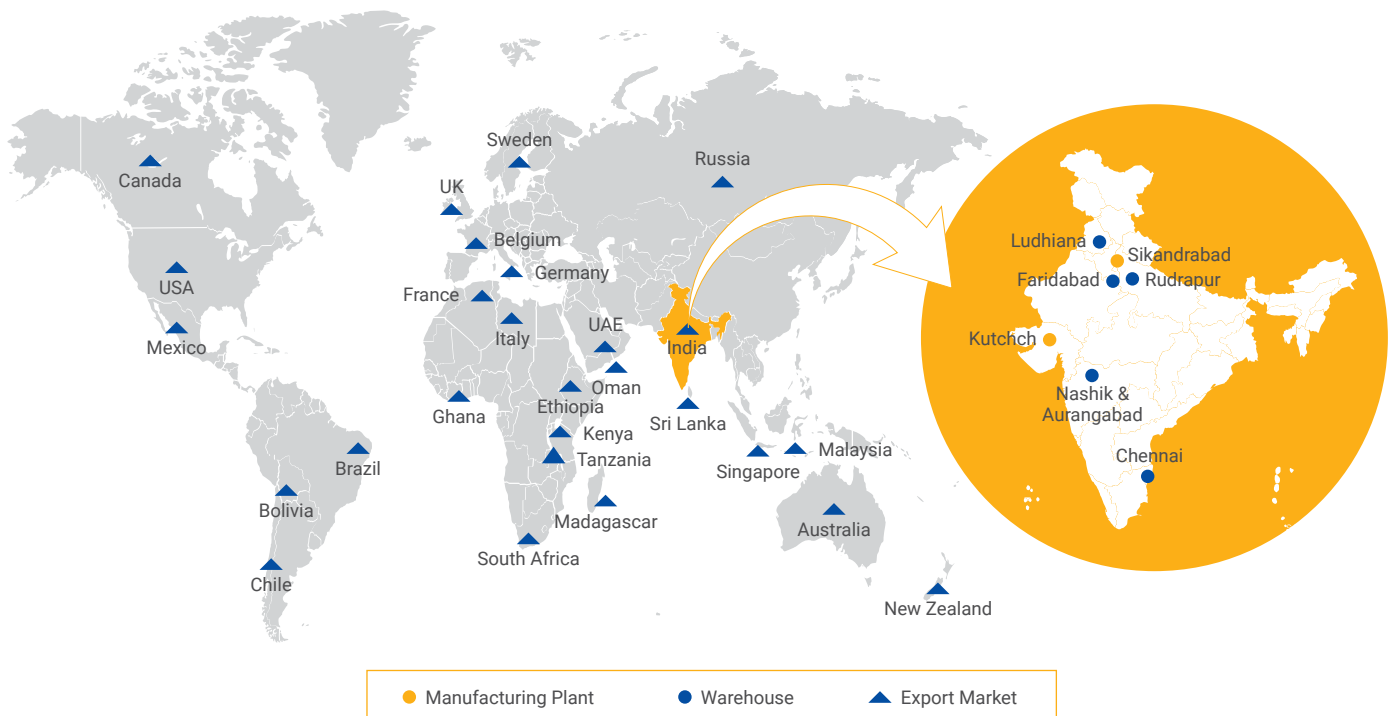 Sweden
Russia
Canada
UK
Belgium
Germany
USA
France
UAE
Italy
Mexico
India
Oman
Ethiopia
Ghana
Sri Lanka
Kenya
Malaysia
Tanzania
Singapore
Brazil
Bolivia
Madagascar
Australia
South Africa
Chile
New Zealand
Ludhiana
Sikandrabad
Faridabad
Rudrapur
Kutchch
Nashik &
Aurangabad
Chennai
Manufacturing Plant
Warehouse
Export Market